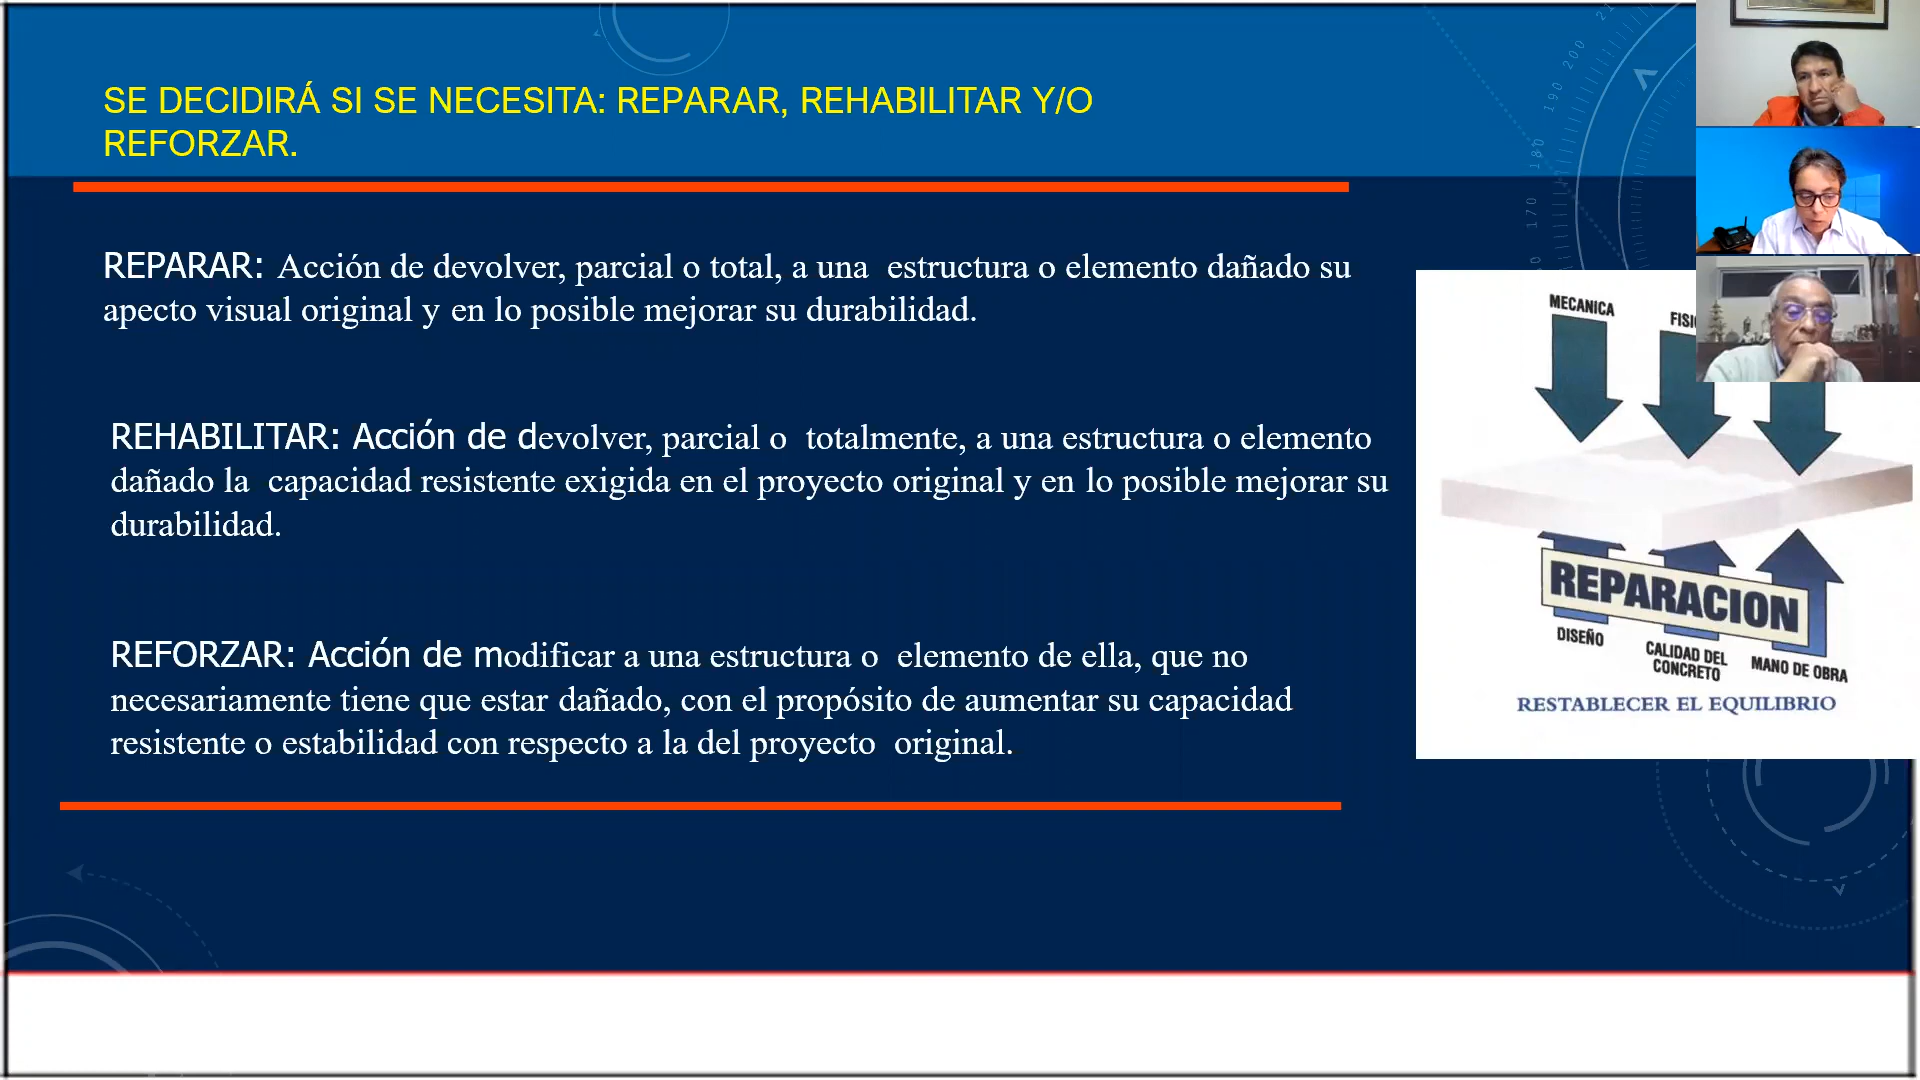 SE DECIDIRÁ SI SE NECESITA: REPARAR, REHABILITAR Y/O
REFORZAR.
REPARAR: Acción de devolver, parcial o total, a una estructura o elemento dañado su
apecto visual original y en lo posible mejorar su durabilidad.
REHABILITAR: Acción de devolver, parcial o totalmente, a una estructura o elemento
dañado la capacidad resistente exigida en el proyecto original y en lo posible mejorar su
durabilidad.
REFORZAR: Acción de modificar a una estructura o elemento de ella, que no
necesariamente tiene que estar dañado, con el propósito de aumentar su capacidad
resistente o estabilidad con respecto a la del proyecto original.
MECANICA
REPARACION
DISEÑO
CALIDAD DEL
CONCRETO
MANO DE OBRA
RESTABLECER EL EQUILIBRIO
200
190
180
170